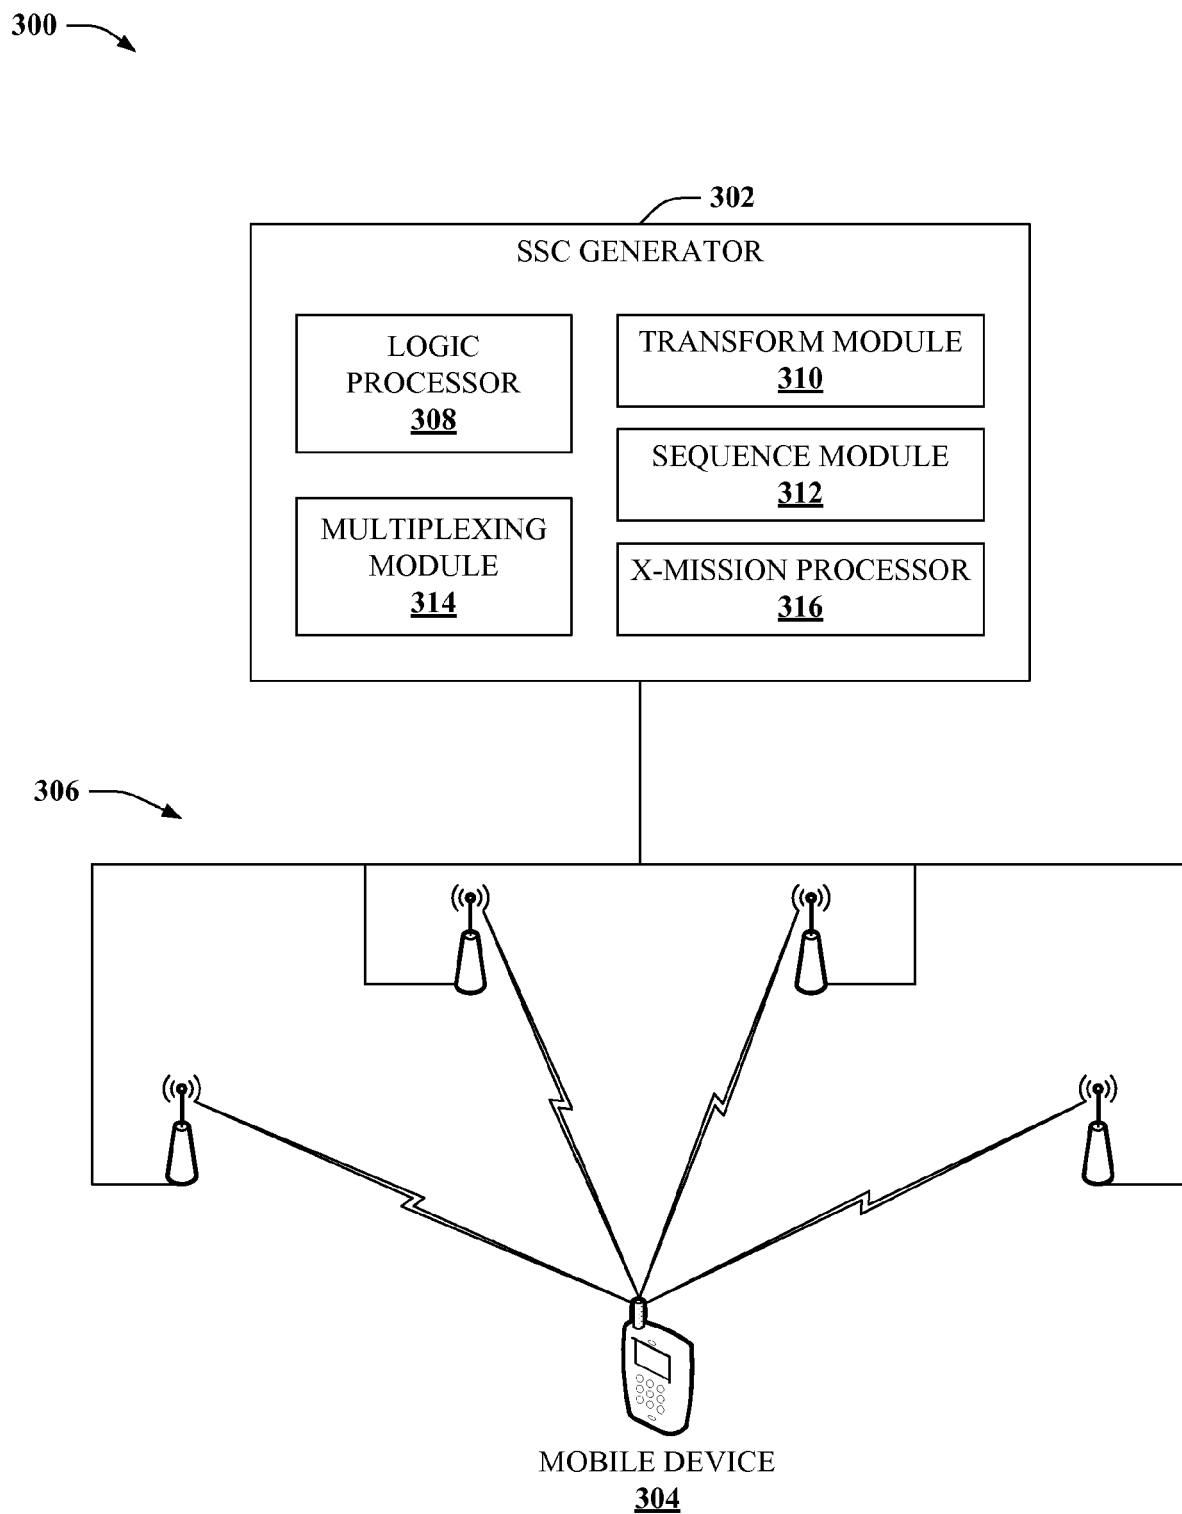 300
302
SSC GENERATOR
LOGIC
PROCESSOR
308
TRANSFORM MODULE
310
SEQUENCE MODULE
312
MULTIPLEXING
MODULE
314
X-MISSION PROCESSOR
316
306
MOBILE DEVICE
304